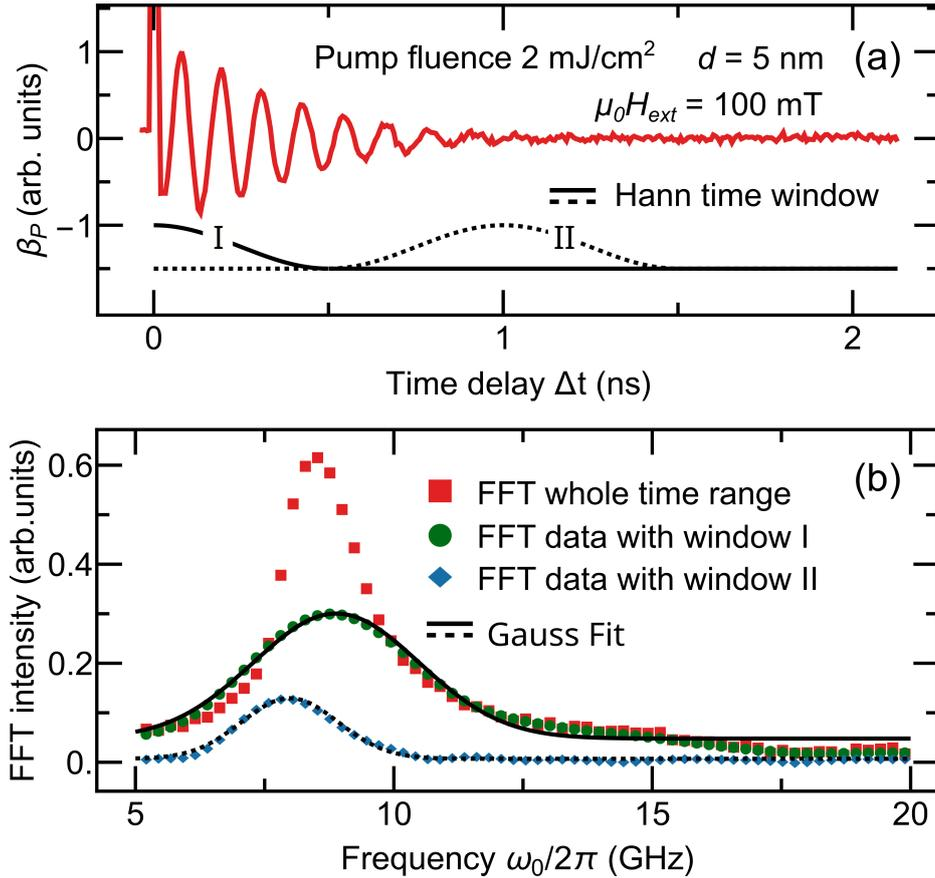 Pump fluence 2 mJ/cm² d = 5 nm (a)
μ₀Hₑₓₜ = 100 mT
Hann time window
I
II
1
0
−1
βP (arb. units)
0 1 2
Time delay Δt (ns)
(b)
FFT whole time range
FFT data with window I
FFT data with window II
Gauss Fit
0.6
0.4
0.2
0.
FFT intensity (arb.units)
5 10 15 20
Frequency ω₀/2π (GHz)